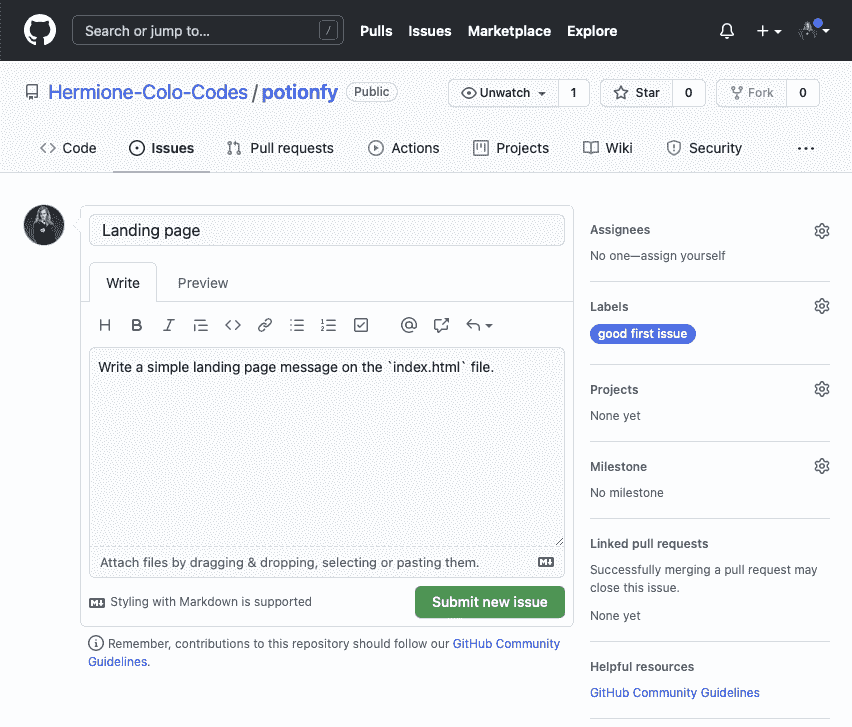 Search or jump to... /
Pulls Issues Marketplace Explore
Hermione-Colo-Codes / potionfy Public
Unwatch 1 Star 0 Fork 0
Code Issues Pull requests Actions Projects Wiki Security ...
Landing page
Write Preview
Write a simple landing page message on the `index.html` file.
Attach files by dragging & dropping, selecting or pasting them.
Styling with Markdown is supported
Submit new issue
Remember, contributions to this repository should follow our GitHub Community
Guidelines.
Assignees
No one—assign yourself
Labels
good first issue
Projects
None yet
Milestone
No milestone
Linked pull requests
Successfully merging a pull request may
close this issue.
None yet
Helpful resources
GitHub Community Guidelines